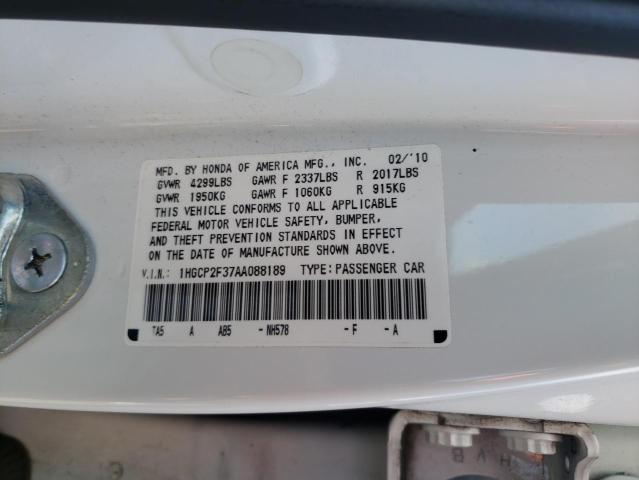 MFD. BY HONDA OF AMERICA MFG., INC. 02/'10
GVWR 4299LBS GAWR F 2337LBS R 2017LBS
GVWR 1950KG GAWR F 1060KG R 915KG
THIS VEHICLE CONFORMS TO ALL APPLICABLE
FEDERAL MOTOR VEHICLE SAFETY, BUMPER,
AND THEFT PREVENTION STANDARDS IN EFFECT
ON THE DATE OF MANUFACTURE SHOWN ABOVE.
V.I.N.: 1HGCP2F37AA088189 TYPE: PASSENGER CAR
TA5 A AB5 -NH578 -F -A